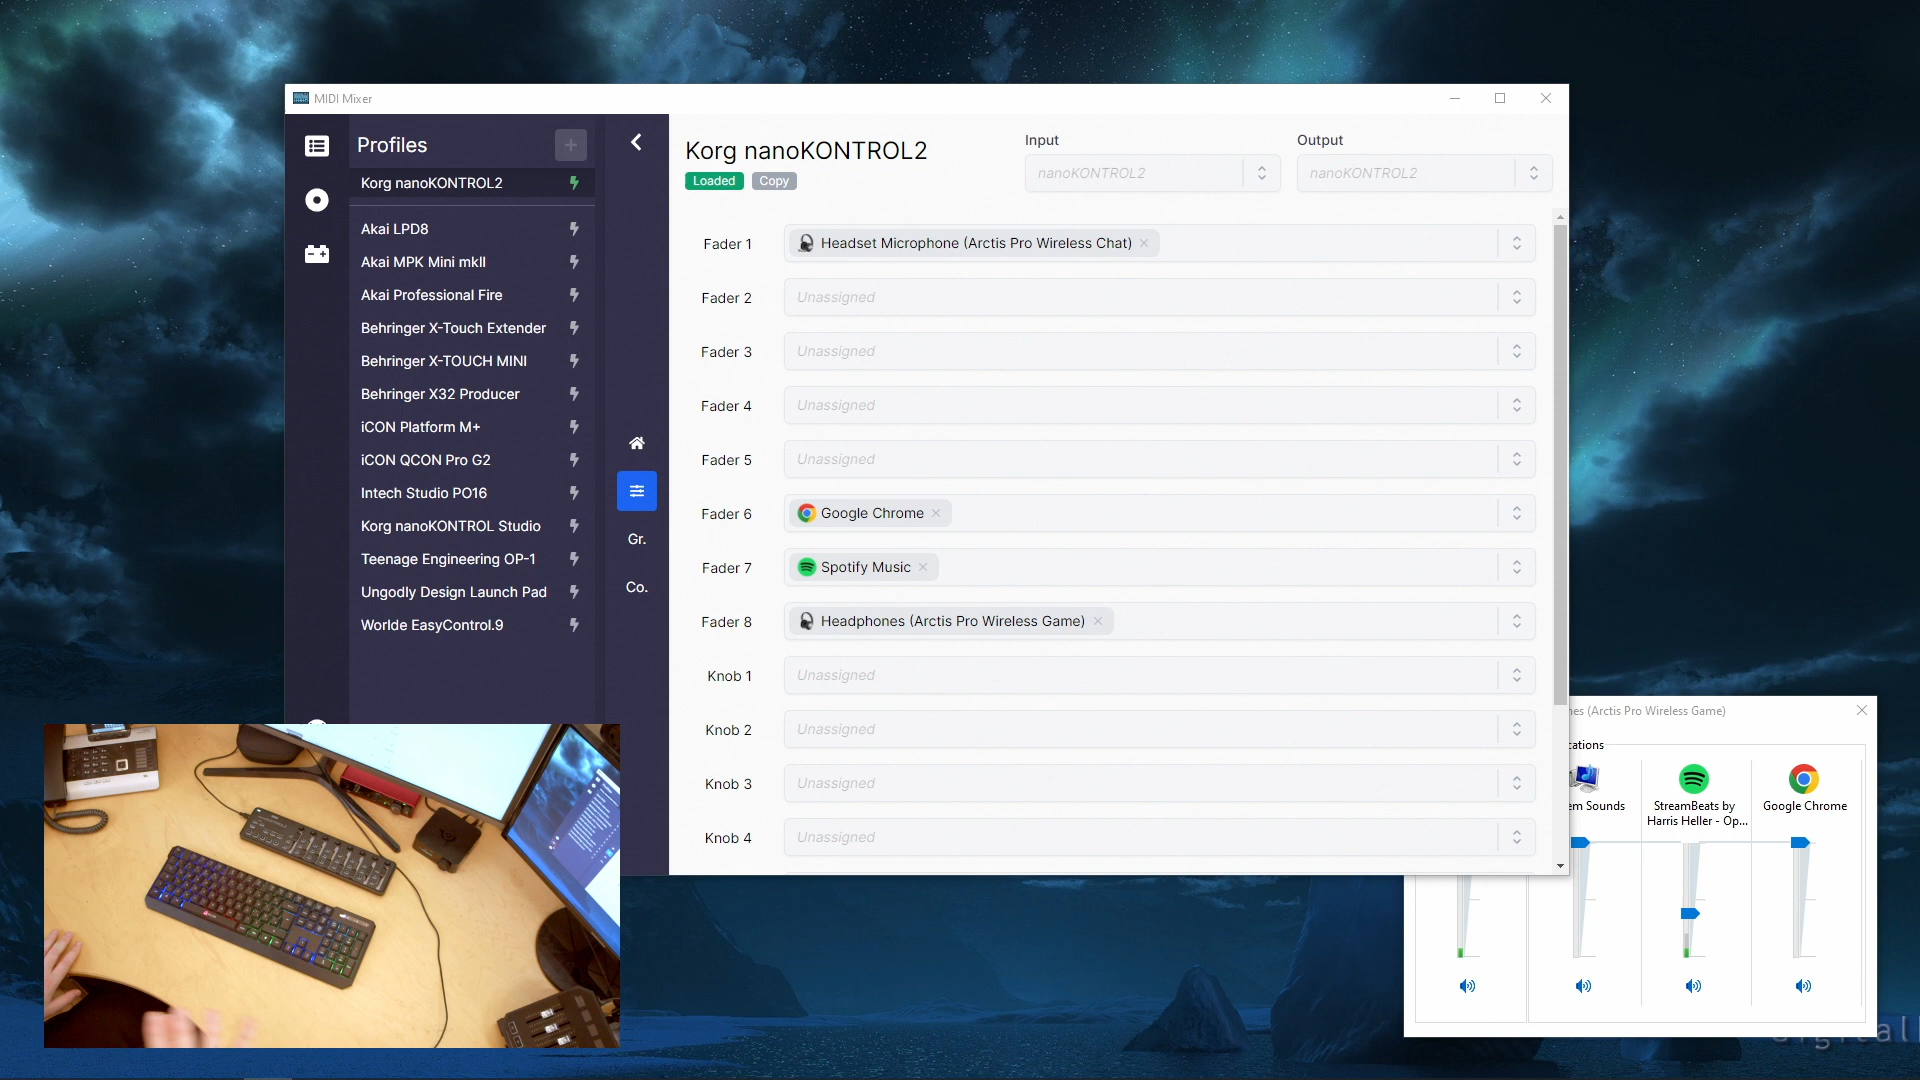 MIDI Mixer
Profiles
Korg nanoKONTROL2
Akai LPD8
Akai MPK Mini mkII
Akai Professional Fire
Behringer X-Touch Extender
Behringer X-TOUCH MINI
Behringer X32 Producer
iCON Platform M+
iCON QCON Pro G2
Intech Studio PO16
Korg nanoKONTROL Studio
Teenage Engineering OP-1
Ungodly Design Launch Pad
Worlde EasyControl.9
Gr.
Co.
Korg nanoKONTROL2
Loaded Copy
Input
nanoKONTROL2
Output
nanoKONTROL2
Fader 1 Headset Microphone (Arctis Pro Wireless Chat)
Fader 2 Unassigned
Fader 3 Unassigned
Fader 4 Unassigned
Fader 5 Unassigned
Fader 6 Google Chrome
Fader 7 Spotify Music
Fader 8 Headphones (Arctis Pro Wireless Game)
Knob 1 Unassigned
Knob 2 Unassigned
Knob 3 Unassigned
Knob 4 Unassigned
nes (Arctis Pro Wireless Game)
cations
em Sounds
StreamBeats by
Harris Heller - Op...
Google Chrome